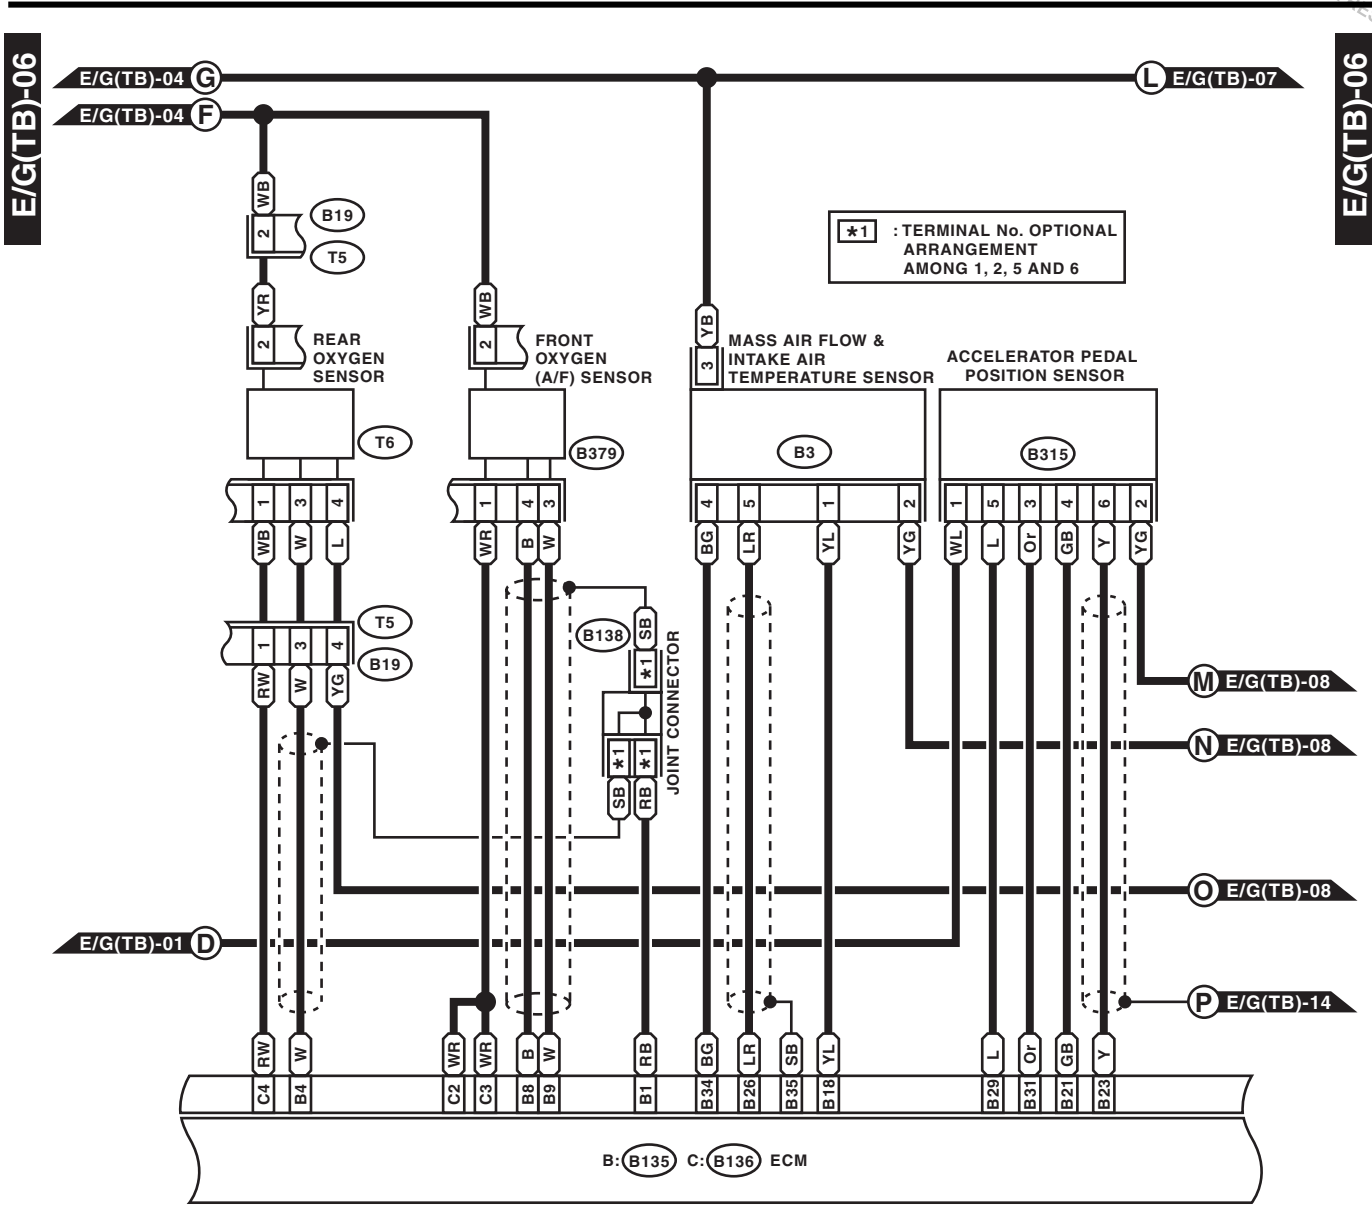 E/G(TB)-06
E/G(TB)-06
E/G(TB)-04 G
L E/G(TB)-07
E/G(TB)-04 F
WB
2
B19
T5
YR
2
REAR
OXYGEN
SENSOR
T6
WB
2
FRONT
OXYGEN
(A/F) SENSOR
B379
*1 : TERMINAL No. OPTIONAL
ARRANGEMENT
AMONG 1, 2, 5 AND 6
YB
3
MASS AIR FLOW &
INTAKE AIR
TEMPERATURE SENSOR
B3
ACCELERATOR PEDAL
POSITION SENSOR
B315
1 3 4
1 4 3
4 5 1 2
1 5 3 4 6 2
WB W L
WR B W
BG LR YL YG
WL L Or GB Y YG
T5
B19
1 3 4
RW W YG
B138
SB
*1
JOINT CONNECTOR
*1 *1
SB RB
M E/G(TB)-08
N E/G(TB)-08
O E/G(TB)-08
E/G(TB)-01 D
P E/G(TB)-14
RW W WR WR B W RB BG LR SB YL L Or GB Y
C4 B4 C2 C3 B8 B9 B1 B34 B26 B35 B18 B29 B31 B21 B23
B: B135 C: B136 ECM